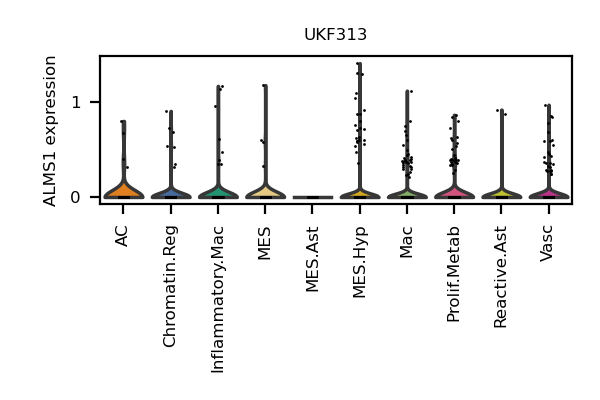 UKF313
ALMS1 expression
1
0
AC
Chromatin.Reg
Inflammatory.Mac
MES
MES.Ast
MES.Hyp
Mac
Prolif.Metab
Reactive.Ast
Vasc